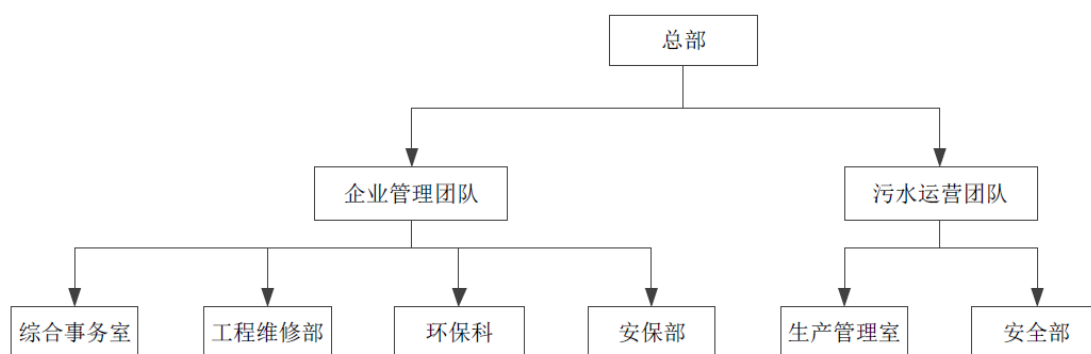 总部
企业管理团队
污水运营团队
综合事务室
工程维修部
环保科
安保部
生产管理室
安全部